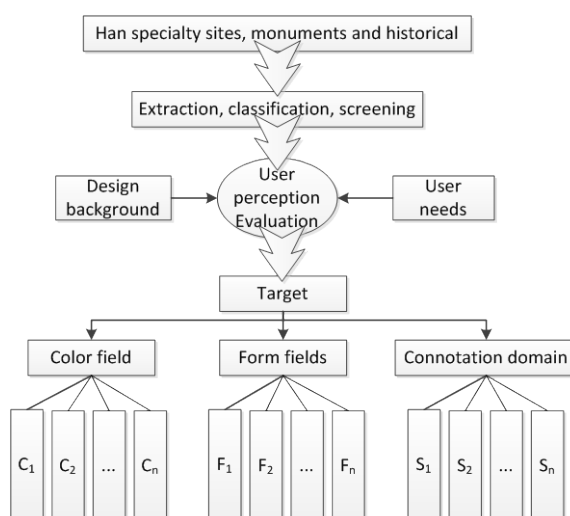 Han specialty sites, monuments and historical
Extraction, classification, screening
User
perception
Evaluation
Design
background
User
needs
Target
Color field
Form fields
Connotation domain
C1
C2
...
Cn
F1
F2
...
Fn
S1
S2
...
Sn